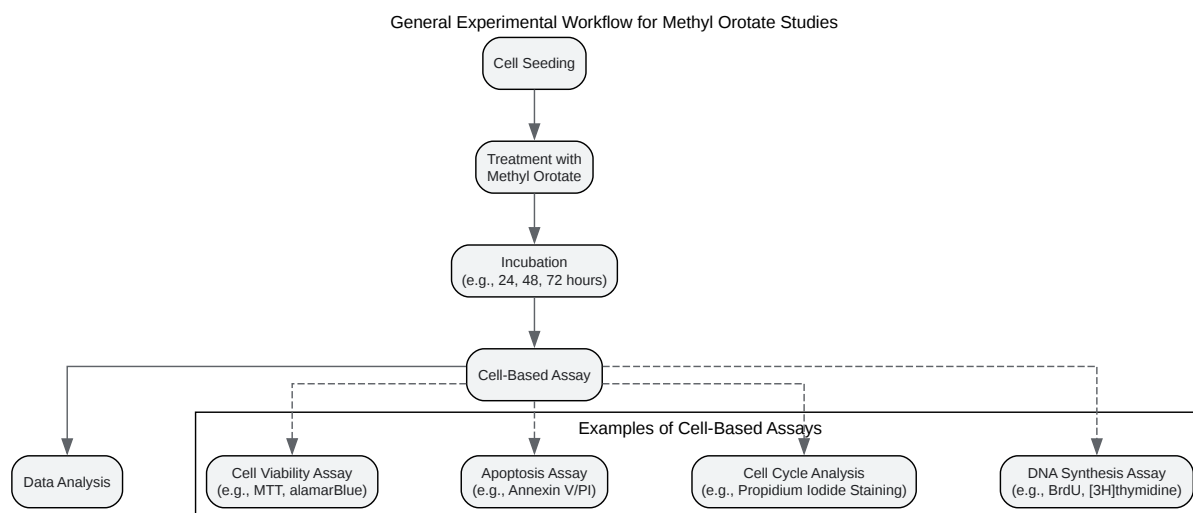 General Experimental Workflow for Methyl Orotate Studies
Cell Seeding
Treatment with
Methyl Orotate
Incubation
(e.g., 24, 48, 72 hours)
Cell-Based Assay
Examples of Cell-Based Assays
Data Analysis
Cell Viability Assay
(e.g., MTT, alamarBlue)
Apoptosis Assay
(e.g., Annexin V/PI)
Cell Cycle Analysis
(e.g., Propidium Iodide Staining)
DNA Synthesis Assay
(e.g., BrdU, [3H]thymidine)